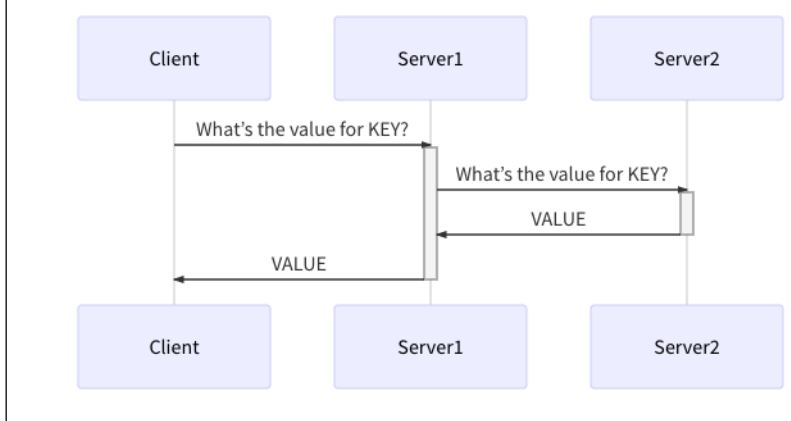 Client
Server1
Server2
What’s the value for KEY?
What’s the value for KEY?
VALUE
VALUE
Client
Server1
Server2